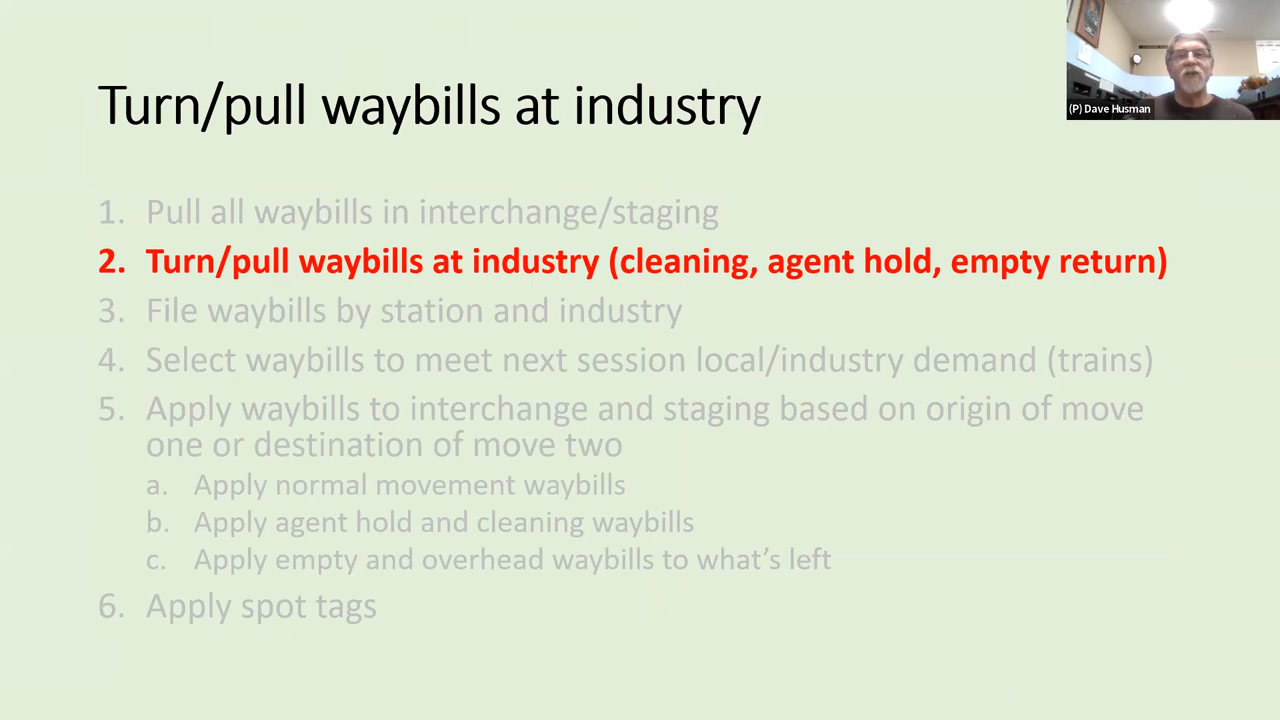 Turn/pull waybills at industry
(P) Dave Husman
1. Pull all waybills in interchange/staging
2. Turn/pull waybills at industry (cleaning, agent hold, empty return)
3. File waybills by station and industry
4. Select waybills to meet next session local/industry demand (trains)
5. Apply waybills to interchange and staging based on origin of move
one or destination of move two
a. Apply normal movement waybills
b. Apply agent hold and cleaning waybills
c. Apply empty and overhead waybills to what’s left
6. Apply spot tags